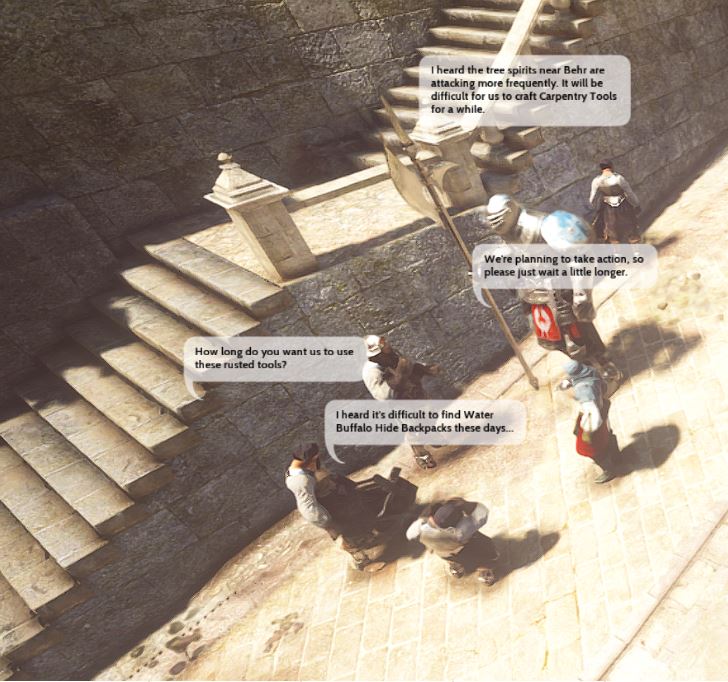 I heard the tree spirits near Behr are
attacking more frequently. It will be
difficult for us to craft Carpentry Tools
for a while.
We're planning to take action, so
please just wait a little longer.
How long do you want us to use
these rusted tools?
I heard it's difficult to find Water
Buffalo Hide Backpacks these days...